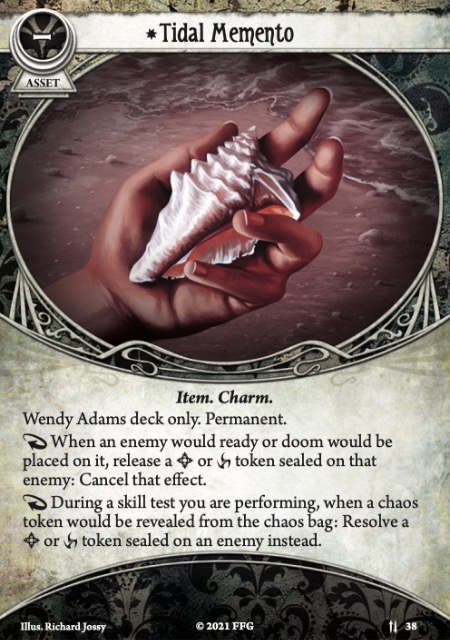 *Tidal Memento
ASSET
Item. Charm.
Wendy Adams deck only. Permanent.
When an enemy would ready or doom would be
placed on it, release a or token sealed on that
enemy: Cancel that effect.
During a skill test you are performing, when a chaos
token would be revealed from the chaos bag: Resolve a
or token sealed on an enemy instead.
Illus. Richard Jossy © 2021 FFG 38